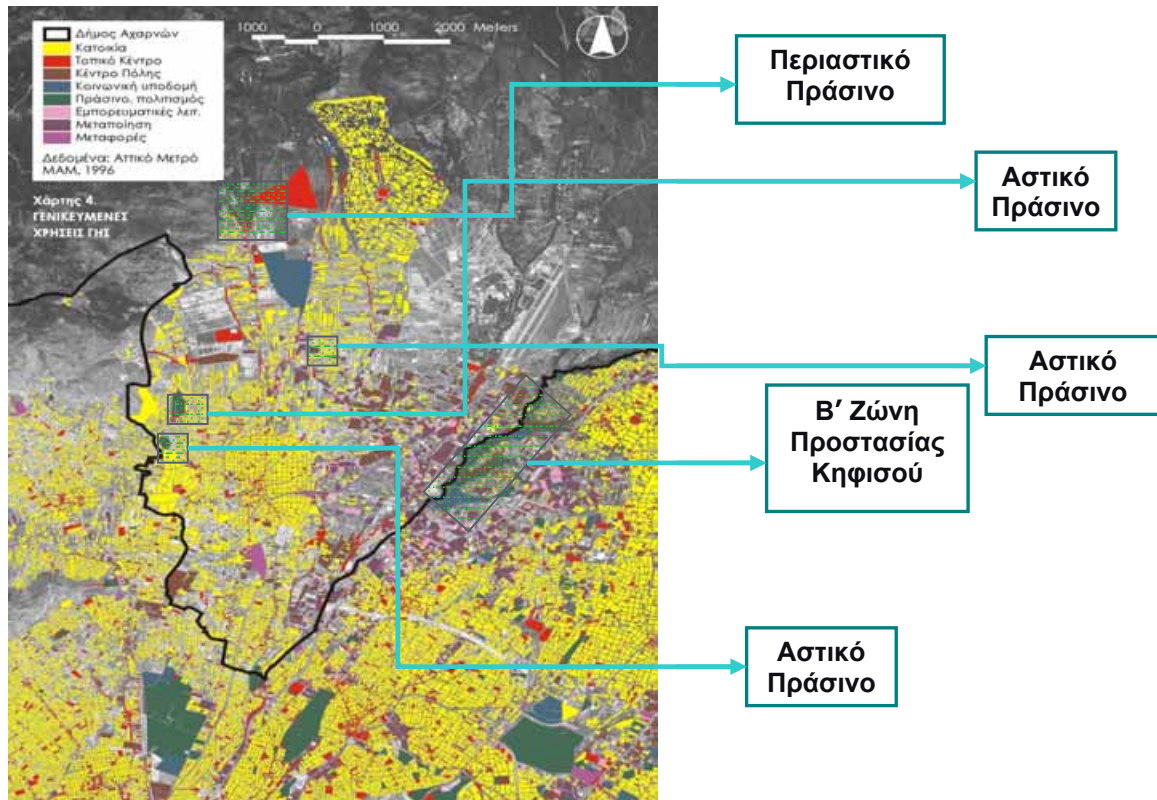 Δήμος Αχαρνών
Κατοικία
Τοπικό Κέντρο
Κέντρο Πόλης
Κοινωνική υποδομή
Πράσινο, πολιτισμός
Εμπορευματικές λειτ.
Μεταποίηση
Μεταφορές
Δεδομένα: Αττικό Μετρό
ΜΑΜ, 1996
Χάρτης 4.
ΓΕΝΙΚΕΥΜΕΝΕΣ
ΧΡΗΣΕΙΣ ΓΗΣ
1000 0 1000 2000 Meters
Περιαστικό
Πράσινο
Αστικό
Πράσινο
Αστικό
Πράσινο
Β’ Ζώνη
Προστασίας
Κηφισού
Αστικό
Πράσινο